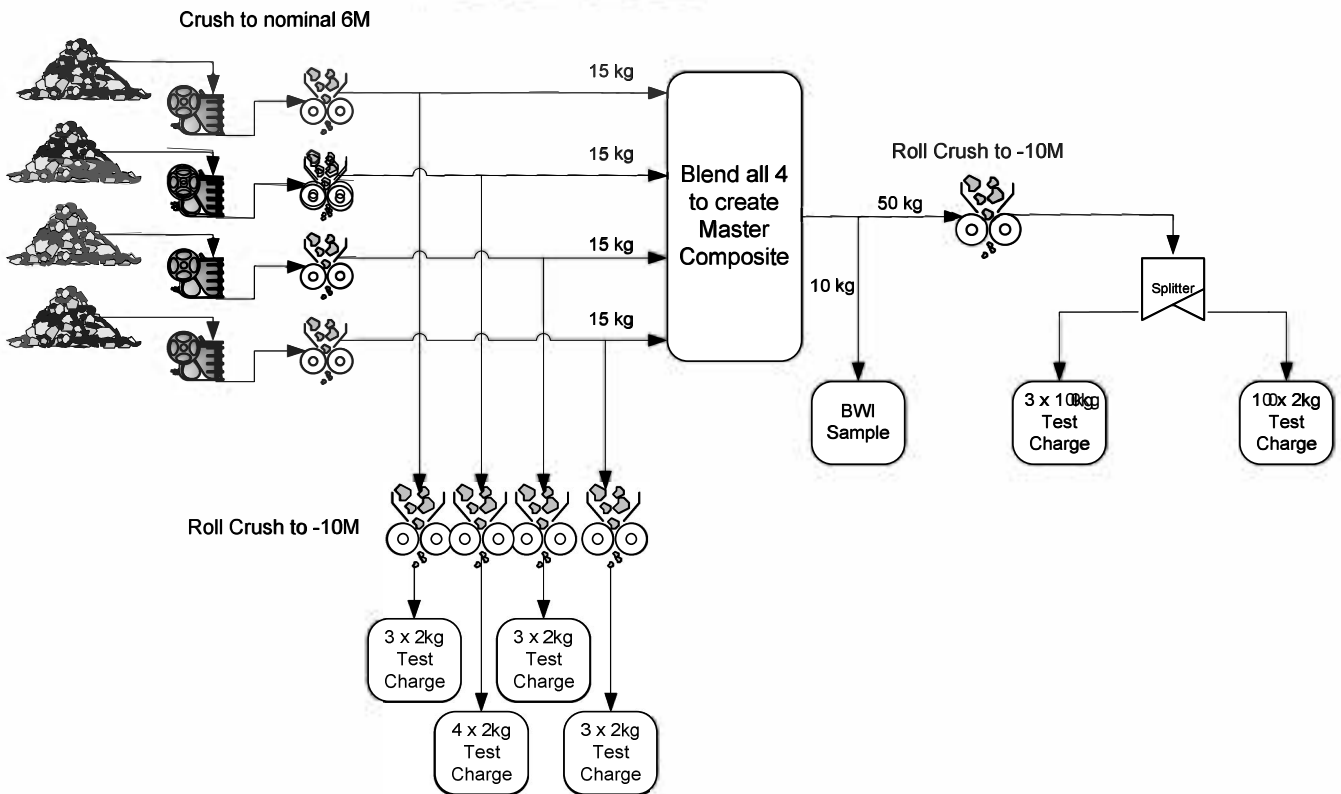 Crush to nominal 6M
15 kg
15 kg
15 kg
15 kg
Blend all 4
to create
Master
Composite
Roll Crush to -10M
50 kg
10 kg
Splitter
BWI
Sample
3 x 10kg
Test
Charge
10 x 2kg
Test
Charge
Roll Crush to -10M
3 x 2kg
Test
Charge
3 x 2kg
Test
Charge
4 x 2kg
Test
Charge
3 x 2kg
Test
Charge